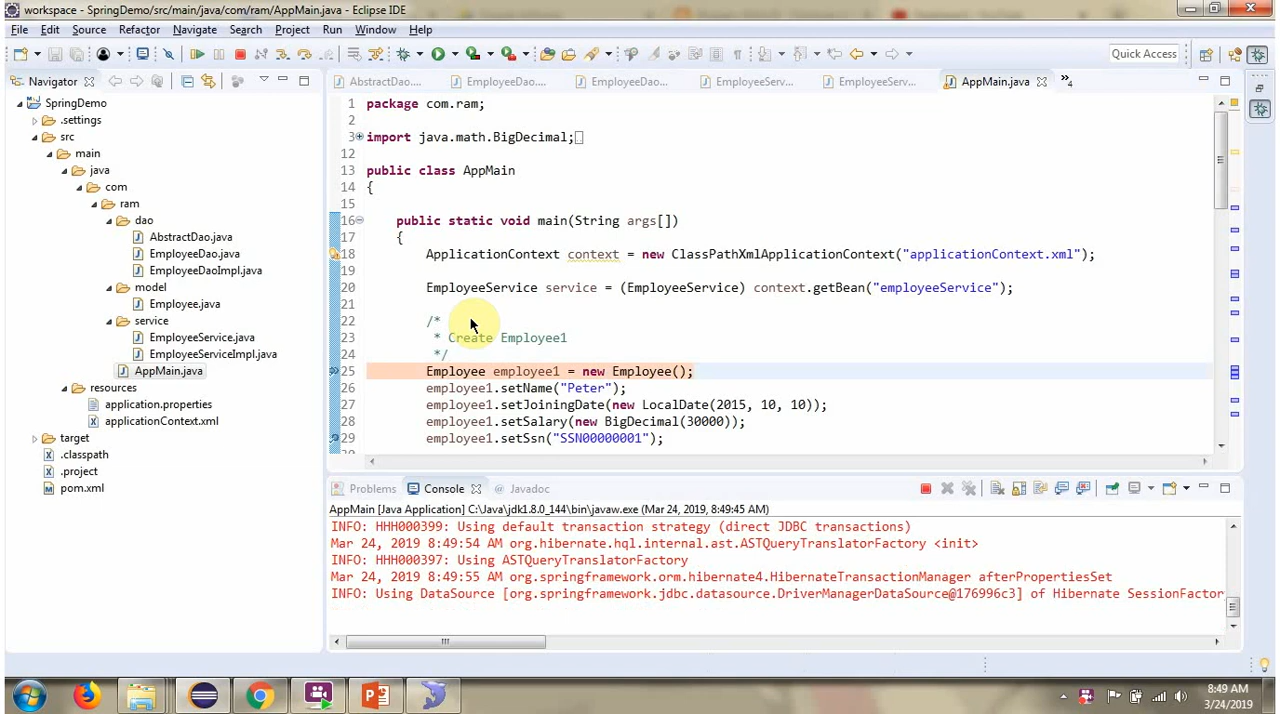 workspace - SpringDemo/src/main/java/com/ram/AppMain.java - Eclipse IDE
File Edit Source Refactor Navigate Search Project Run Window Help
Quick Access
Navigator
SpringDemo
.settings
src
main
java
com
ram
dao
AbstractDao.java
EmployeeDao.java
EmployeeDaoImpl.java
model
Employee.java
service
EmployeeService.java
EmployeeServiceImpl.java
AppMain.java
resources
application.properties
applicationContext.xml
target
.classpath
.project
pom.xml
AbstractDao.... EmployeeDao.... EmployeeDao... EmployeeServ... EmployeeServ... AppMain.java 4
1 package com.ram;
2
3 import java.math.BigDecimal;
12
13 public class AppMain
14 {
15
16 public static void main(String args[])
17 {
18 ApplicationContext context = new ClassPathXmlApplicationContext("applicationContext.xml");
19
20 EmployeeService service = (EmployeeService) context.getBean("employeeService");
21
22 /*
23 * Create Employee1
24 */
25 Employee employee1 = new Employee();
26 employee1.setName("Peter");
27 employee1.setJoiningDate(new LocalDate(2015, 10, 10));
28 employee1.setSalary(new BigDecimal(30000));
29 employee1.setSsn("SSN00000001");
Problems Console Javadoc
AppMain [Java Application] C:\Java\jdk1.8.0_144\bin\javaw.exe (Mar 24, 2019, 8:49:45 AM)
INFO: HHH000399: Using default transaction strategy (direct JDBC transactions)
Mar 24, 2019 8:49:54 AM org.hibernate.hql.internal.ast.ASTQueryTranslatorFactory <init>
INFO: HHH000397: Using ASTQueryTranslatorFactory
Mar 24, 2019 8:49:55 AM org.springframework.orm.hibernate4.HibernateTransactionManager afterPropertiesSet
INFO: Using DataSource [org.springframework.jdbc.datasource.DriverManagerDataSource@176996c3] of Hibernate SessionFactor
8:49 AM
3/24/2019